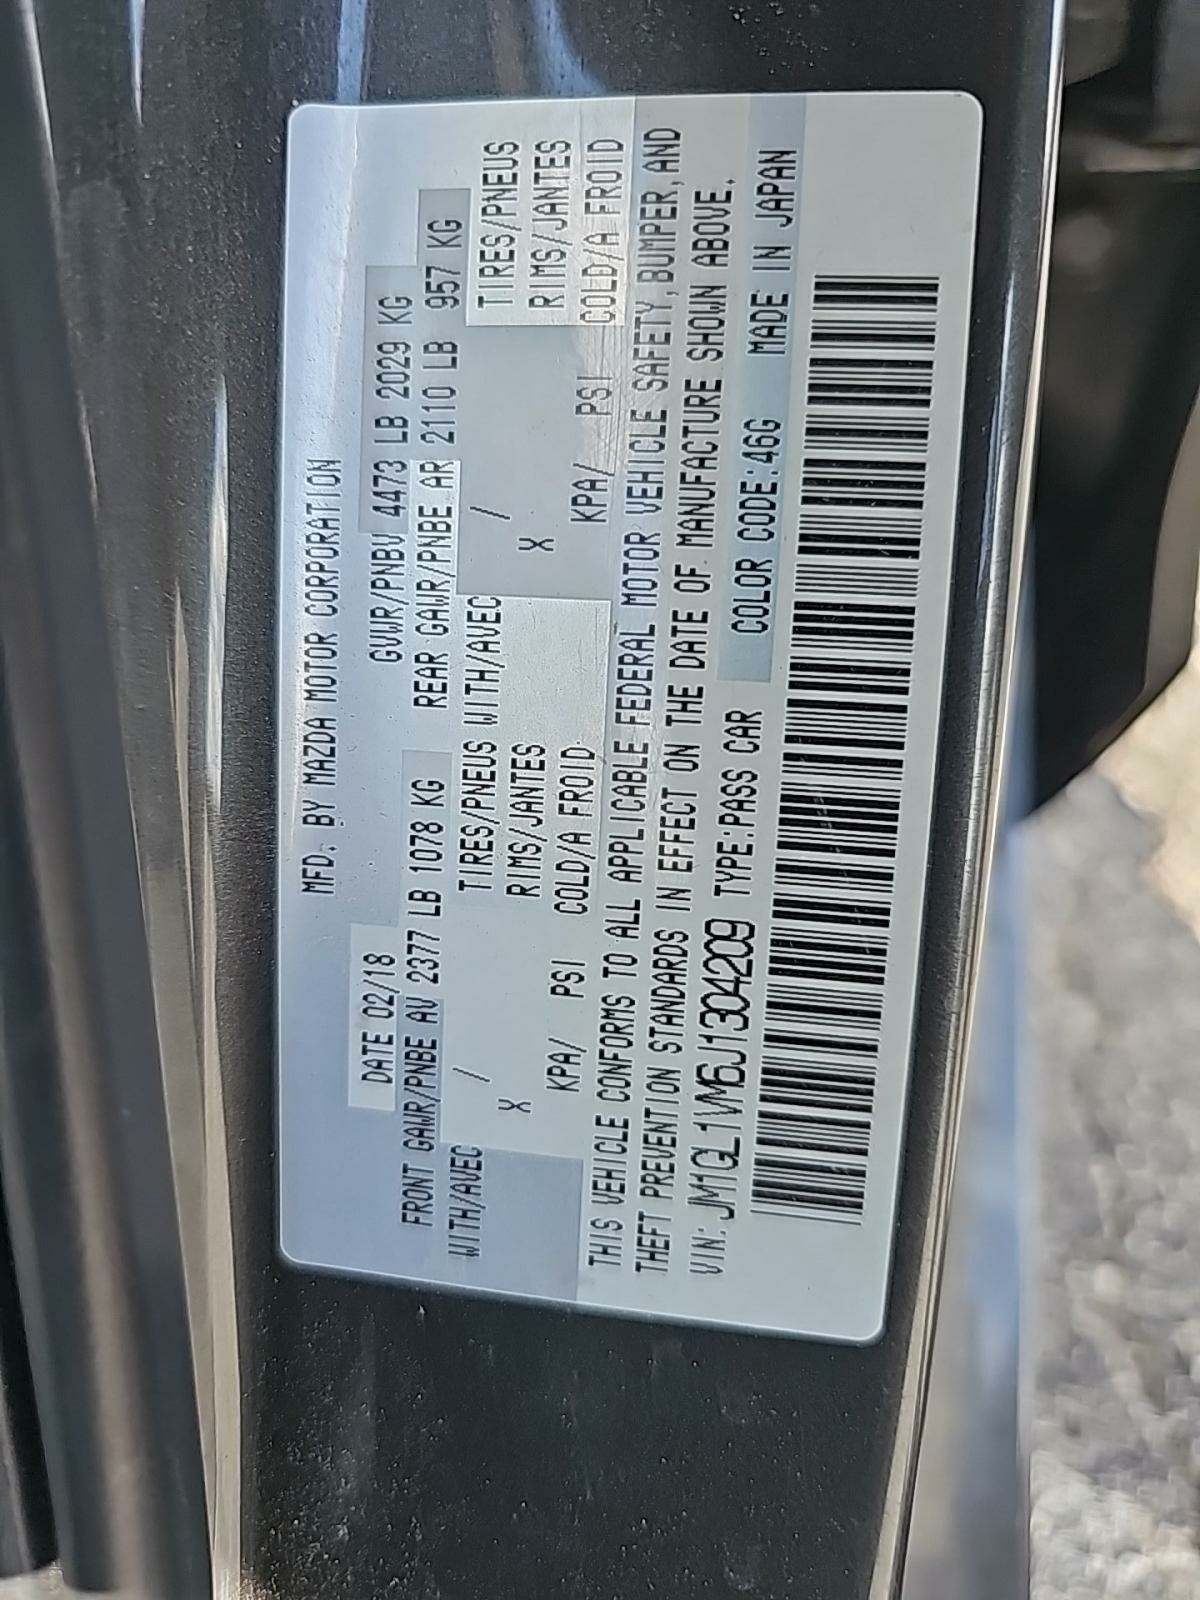 MFD. BY MAZDA MOTOR CORPORATION
DATE 02/18 GVWR/PNBV 4473 LB 2029 KG
FRONT GAWR/PNBE AV 2377 LB 1078 KG REAR GAWR/PNBE AR 2110 LB 957 KG
WITH/AVEC / TIRES/PNEUS WITH/AVEC / TIRES/PNEUS
X RIMS/JANTES X RIMS/JANTES
KPA/ PSI COLD/A FROID KPA/ PSI COLD/A FROID
THIS VEHICLE CONFORMS TO ALL APPLICABLE FEDERAL MOTOR VEHICLE SAFETY, BUMPER, AND
THEFT PREVENTION STANDARDS IN EFFECT ON THE DATE OF MANUFACTURE SHOWN ABOVE.
VIN: JM1GL1VM6J1304209 TYPE:PASS CAR COLOR CODE:46G MADE IN JAPAN